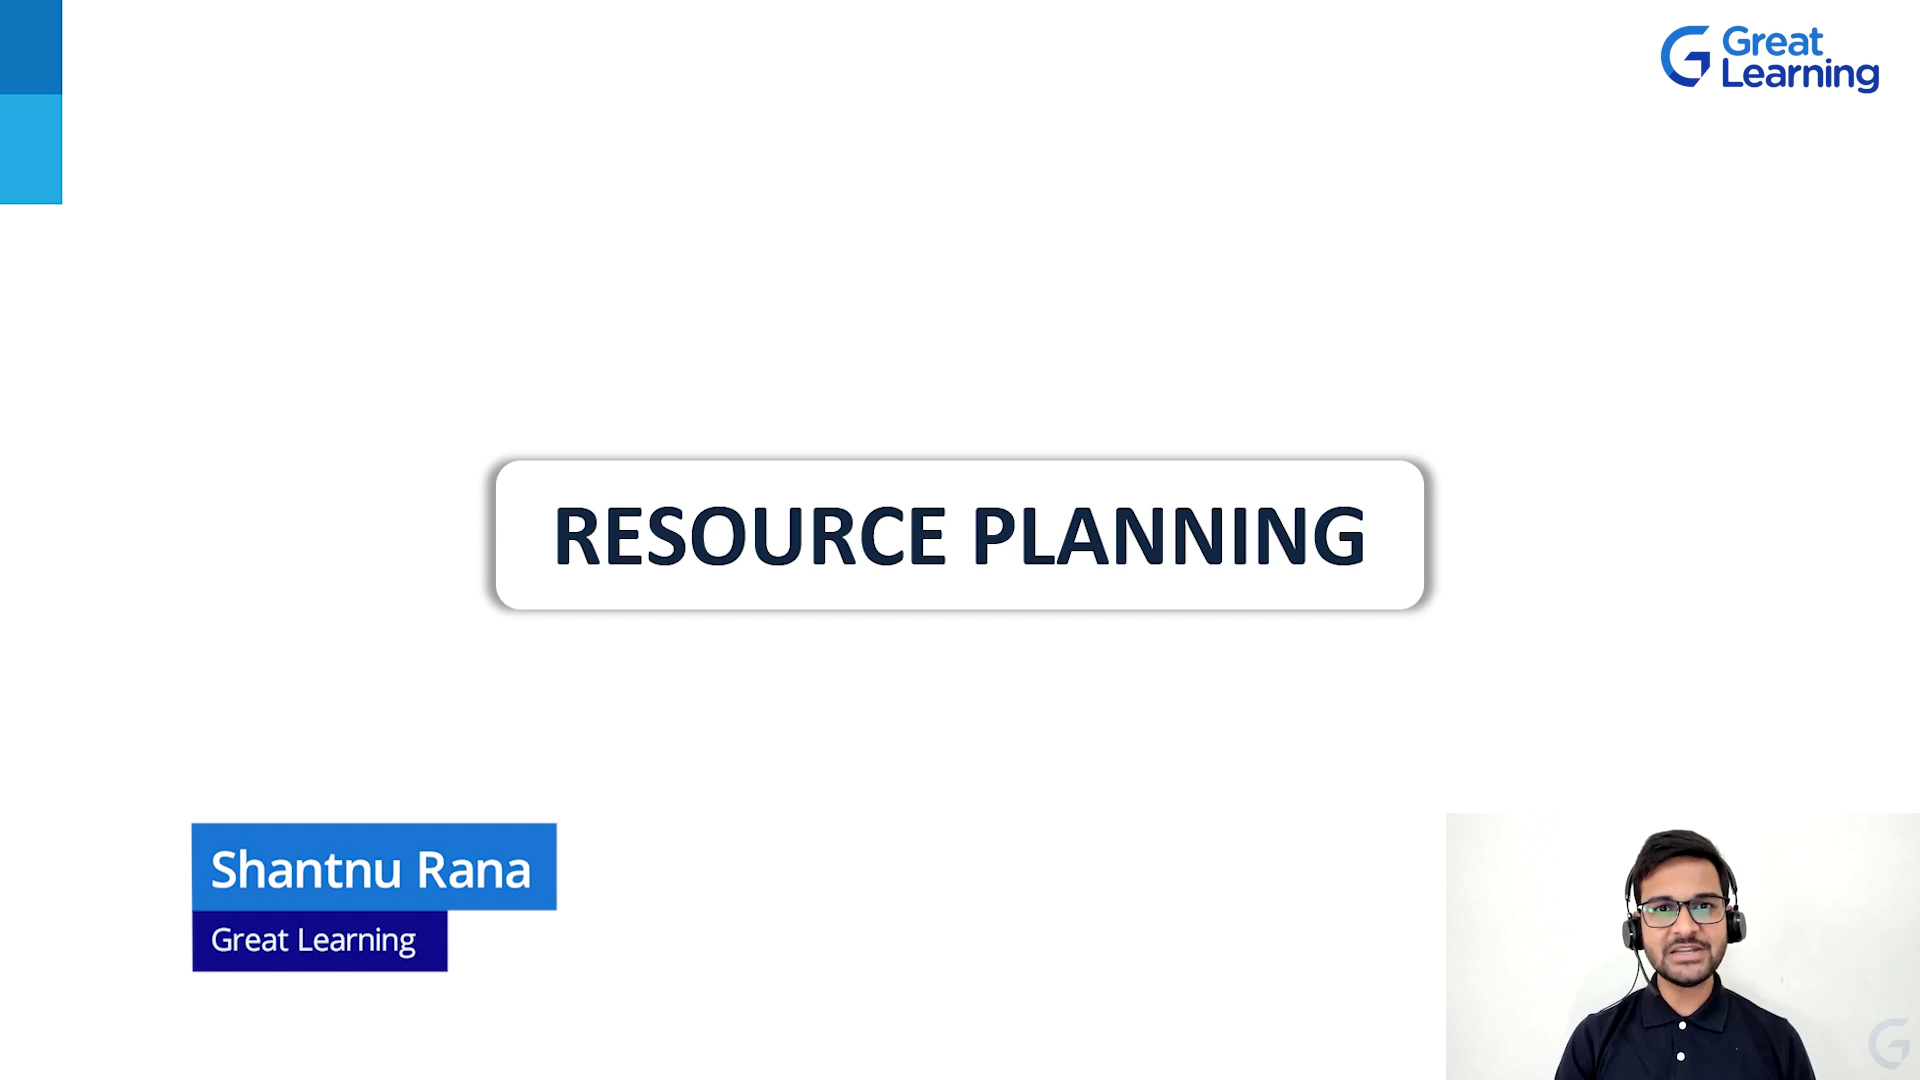 Great
Learning
RESOURCE PLANNING
Shantnu Rana
Great Learning